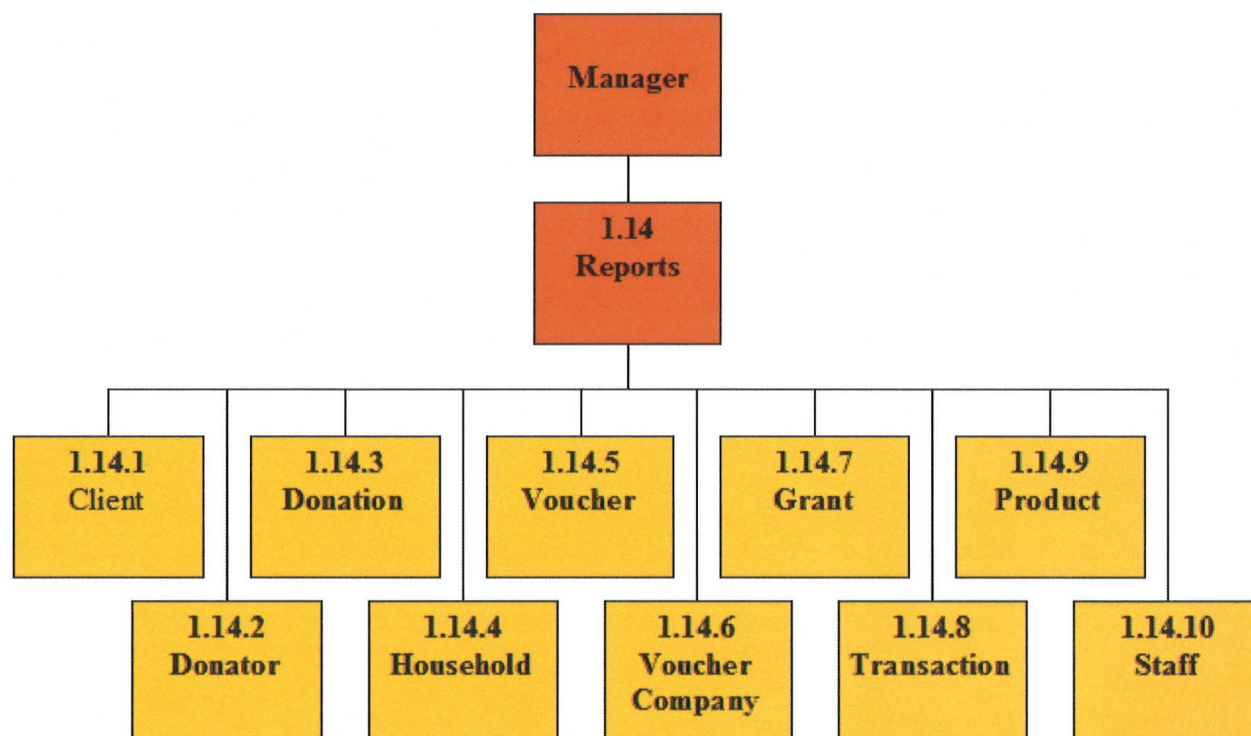 Manager
1.14
Reports
1.14.1
Client
1.14.3
Donation
1.14.5
Voucher
1.14.7
Grant
1.14.9
Product
1.14.2
Donator
1.14.4
Household
1.14.6
Voucher
Company
1.14.8
Transaction
1.14.10
Staff